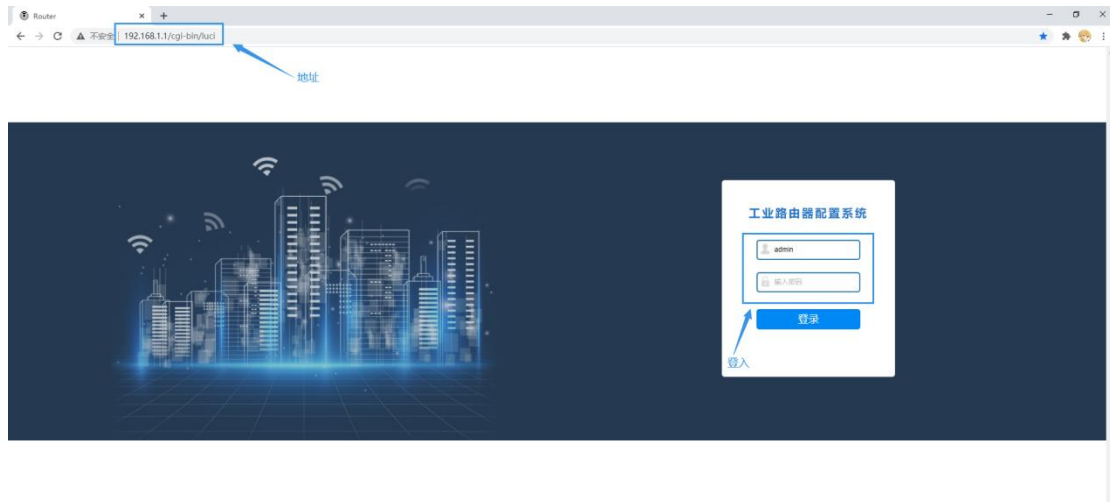 Router
不安全 | 192.168.1.1/cgi-bin/luci
地址
工业路由器配置系统
admin
输入密码
登录
登入